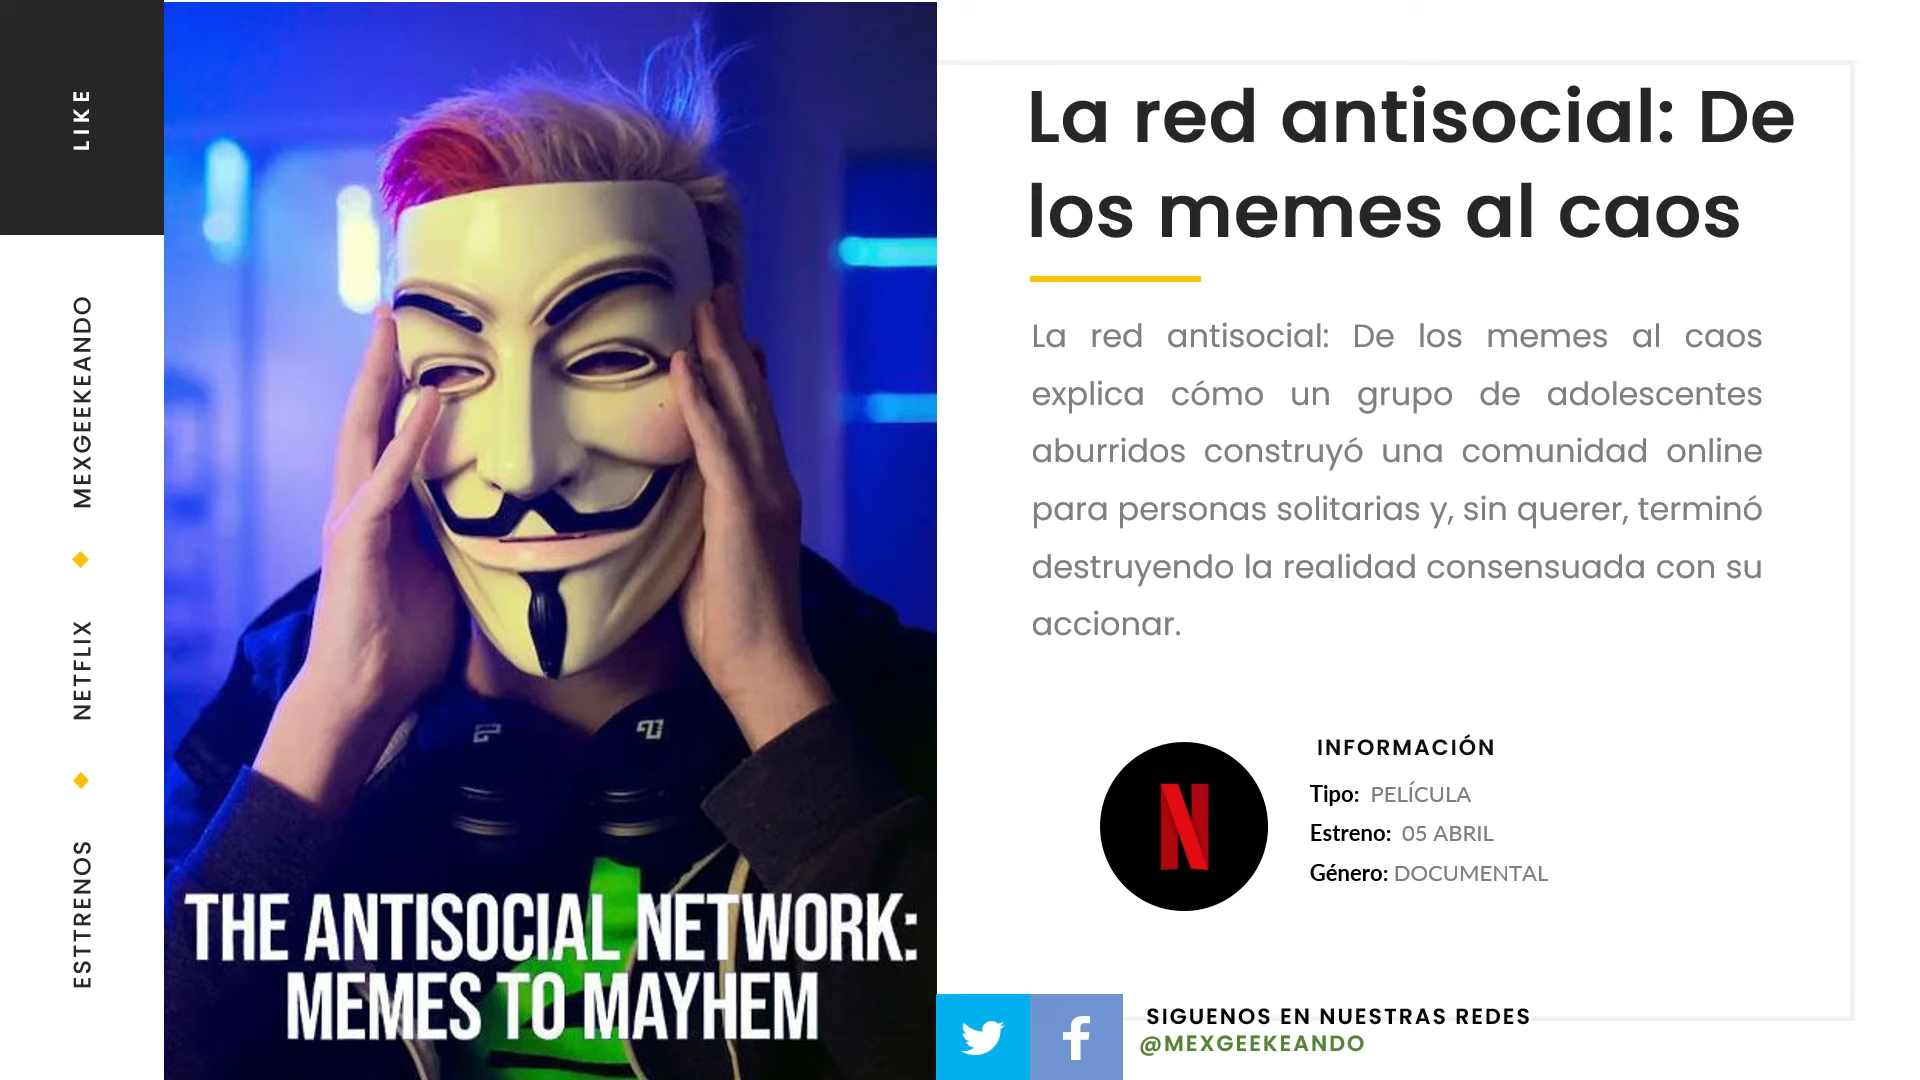 LIKE
MEXGEEKEANDO
NETFLIX
ESTTRENOS
THE ANTISOCIAL NETWORK:
MEMES TO MAYHEM
La red antisocial: De
los memes al caos
La red antisocial: De los memes al caos
explica cómo un grupo de adolescentes
aburridos construyó una comunidad online
para personas solitarias y, sin querer, terminó
destruyendo la realidad consensuada con su
accionar.
N
INFORMACIÓN
Tipo: PELÍCULA
Estreno: 05 ABRIL
Género: DOCUMENTAL
SIGUENOS EN NUESTRAS REDES
@MEXGEEKEANDO